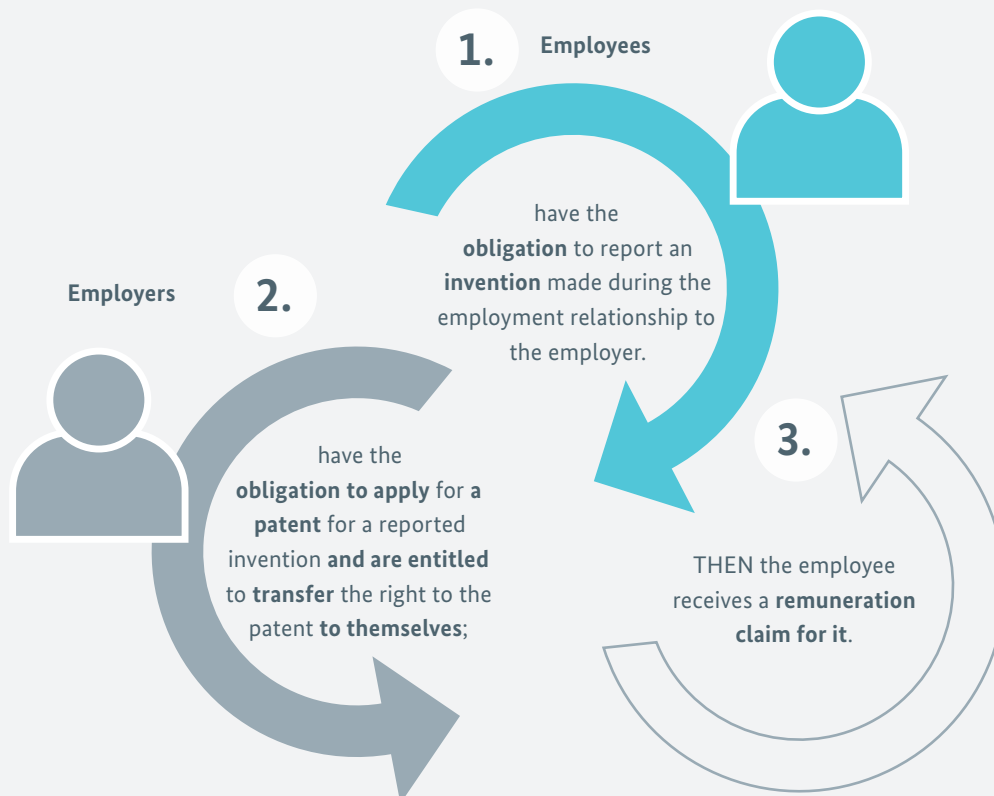 1.
Employees
have the
obligation to report an
invention made during the
employment relationship to
the employer.
Employers
2.
have the
obligation to apply for a
patent for a reported
invention and are entitled
to transfer the right to the
patent to themselves;
3.
THEN the employee
receives a remuneration
claim for it.